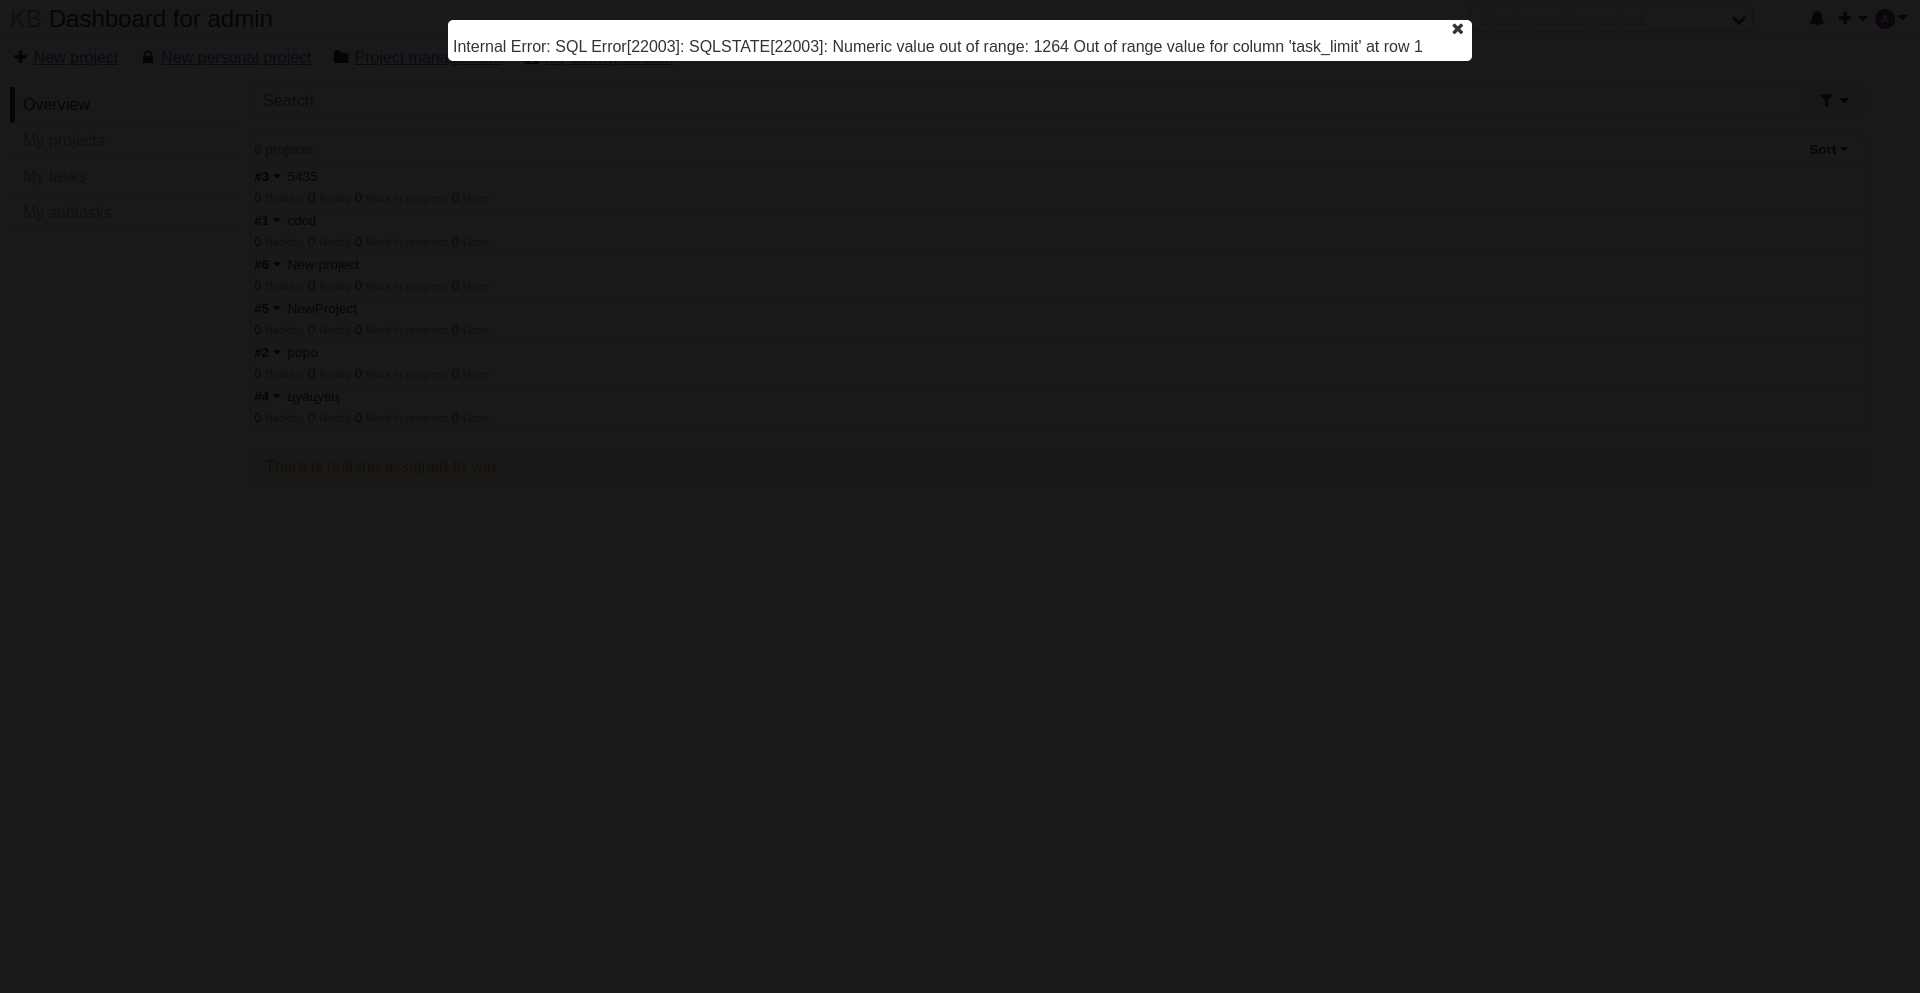 KB Dashboard for admin
Internal Error: SQL Error[22003]: SQLSTATE[22003]: Numeric value out of range: 1264 Out of range value for column 'task_limit' at row 1
New project New personal project Project management
Overview
My projects
My tasks
My subtasks
Search
6 projects Sort
#3 5435
0 Backlog 0 Ready 0 Work in progress 0 Done
#1 cdcd
0 Backlog 0 Ready 0 Work in progress 0 Done
#6 New project
0 Backlog 0 Ready 0 Work in progress 0 Done
#5 NewProject
0 Backlog 0 Ready 0 Work in progress 0 Done
#2 popo
0 Backlog 0 Ready 0 Work in progress 0 Done
#4 цуацувц
0 Backlog 0 Ready 0 Work in progress 0 Done
There is nothing assigned to you.